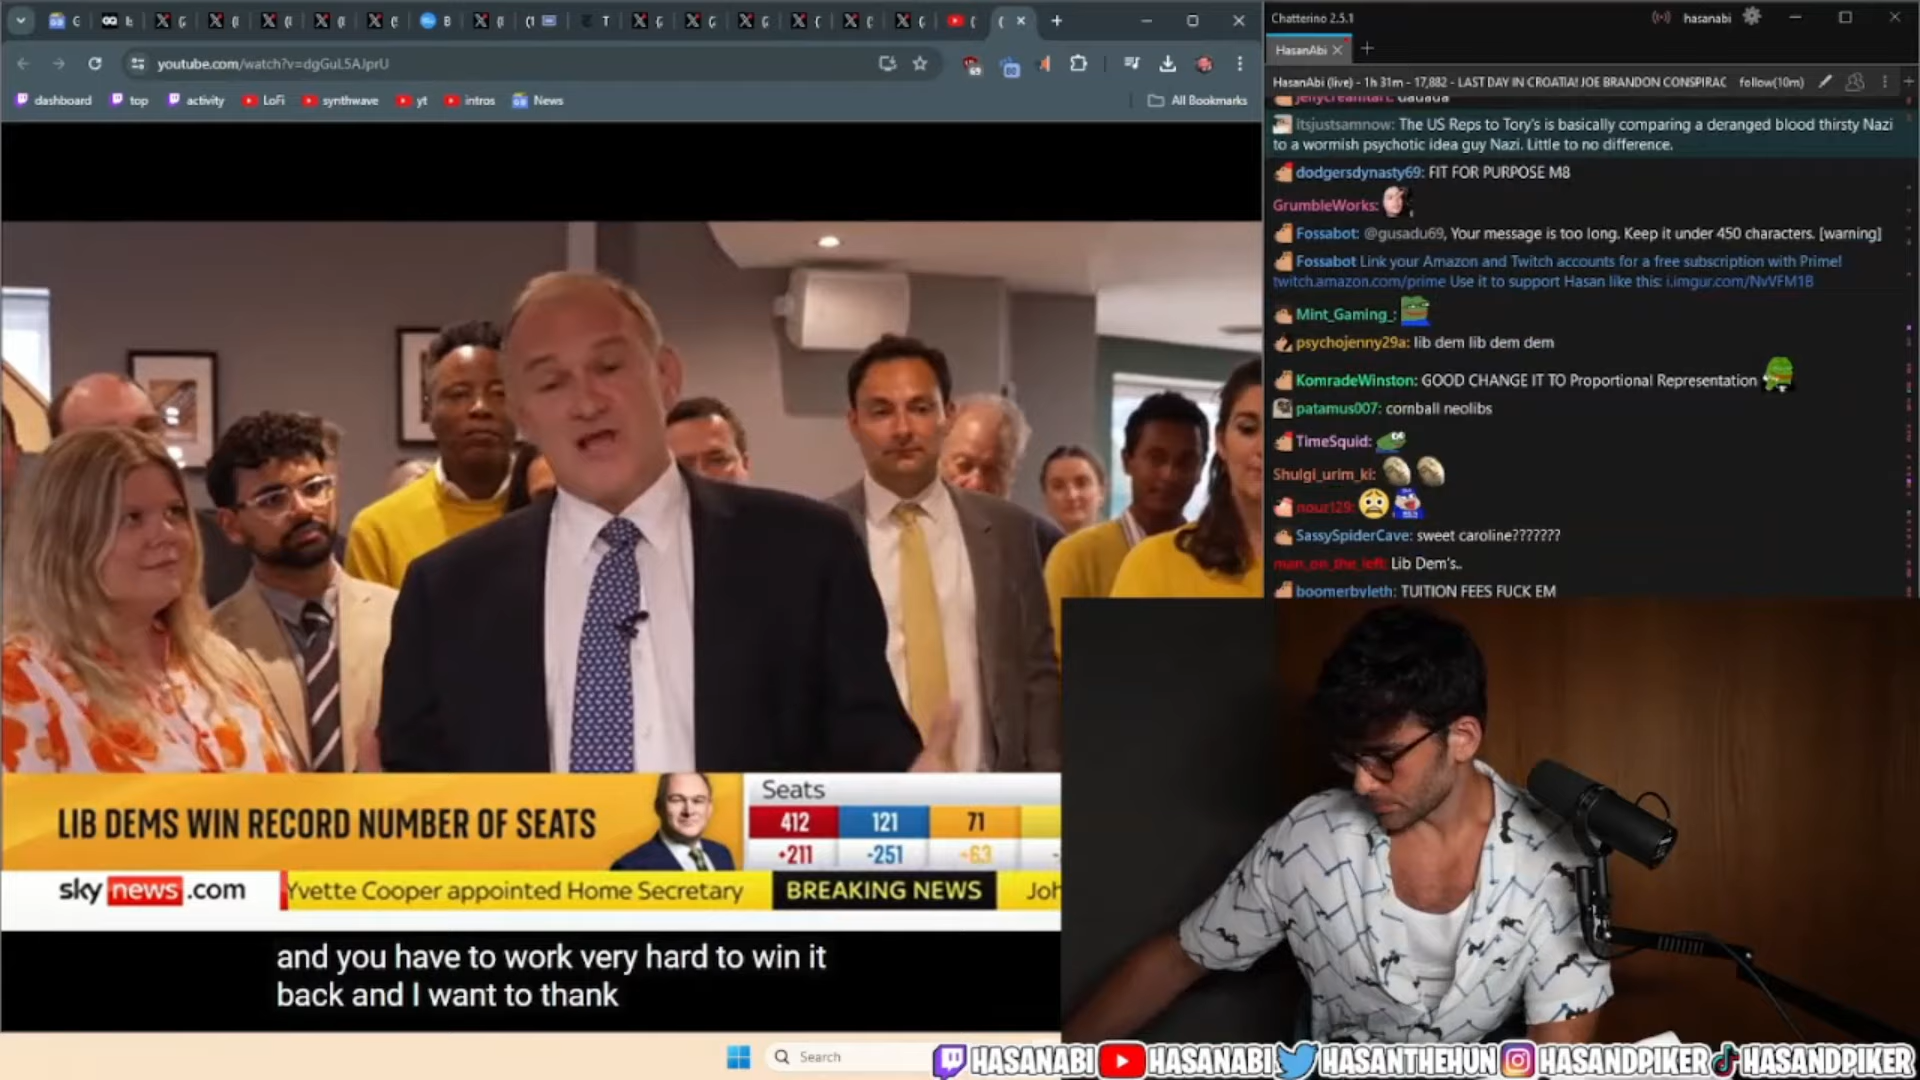 youtube.com/watch?v=dgGuL5AJprU
dashboard
top
activity
LoFi
synthwave
yt
intros
News
All Bookmarks
LIB DEMS WIN RECORD NUMBER OF SEATS
Seats
412 121 71
+211 -251 +63
sky news.com
Yvette Cooper appointed Home Secretary BREAKING NEWS
and you have to work very hard to win it
back and I want to thank
Search
Chatterino 2.5.1
hasanabi
HasanAbi
HasanAbi (live) - 1h 31m - 17,882 - LAST DAY IN CROATIA! JOE BRANDON CONSPIRAC follow(10m)
itsjustsamnow: The US Reps to Tory's is basically comparing a deranged blood thirsty Nazi
to a wormish psychotic idea guy Nazi. Little to no difference.
dodgersdynasty69: FIT FOR PURPOSE M8
GrumbleWorks:
Fossabot: @gusadu69, Your message is too long. Keep it under 450 characters. [warning]
Fossabot Link your Amazon and Twitch accounts for a free subscription with Prime!
twitch.amazon.com/prime Use it to support Hasan like this: i.imgur.com/NvVFM1B
Mint_Gaming_:
psychojenny29a: lib dem lib dem dem
KomradeWinston: GOOD CHANGE IT TO Proportional Representation
patamus007: cornball neolibs
TimeSquid:
Shulgi_urim_ki:
nour129:
SassySpiderCave: sweet caroline???????
man_on_the_left: Lib Dem's..
boomerbyleth: TUITION FEES FUCK EM
HASANABI HASANABI HASANTHEHUN HASANDPIKER HASANDPIKER